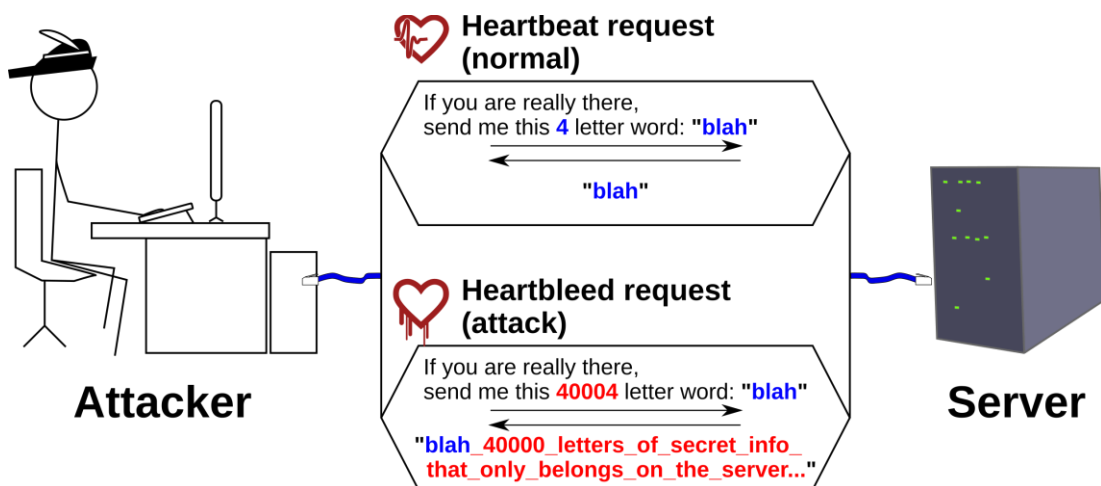 Heartbeat request
(normal)
If you are really there,
send me this 4 letter word: "blah"
"blah"
Heartbleed request
(attack)
If you are really there,
send me this 40004 letter word: "blah"
"blah_40000_letters_of_secret_info_
that_only_belongs_on_the_server..."
Attacker
Server